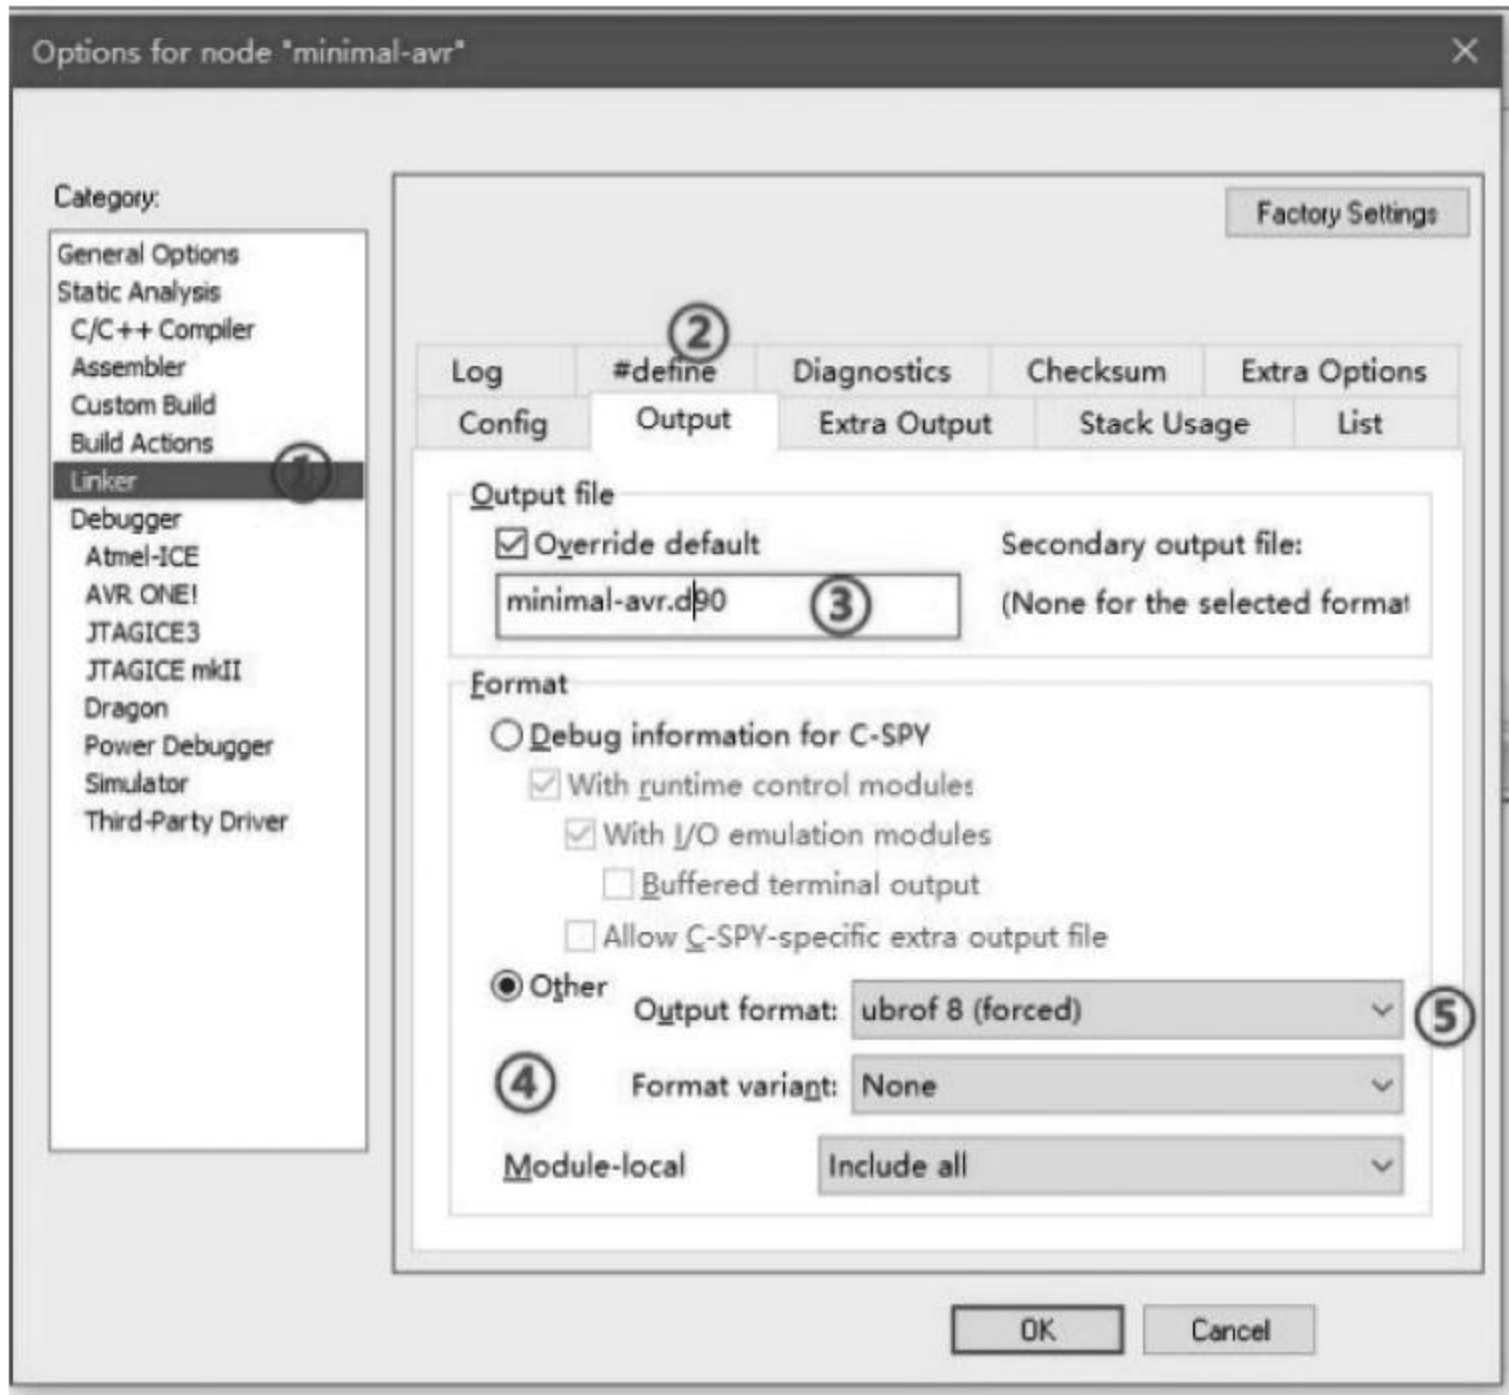 Options for node "minimal-avr"
Category:
General Options
Static Analysis
C/C++ Compiler
Assembler
Custom Build
Build Actions
Linker
①
Debugger
Atmel-ICE
AVR ONE!
JTAGICE3
JTAGICE mkII
Dragon
Power Debugger
Simulator
Third-Party Driver
Factory Settings
②
Log #define Diagnostics Checksum Extra Options
Config Output Extra Output Stack Usage List
Output file
Override default
Secondary output file:
minimal-avr.d90 ③
(None for the selected format
Format
Debug information for C-SPY
With runtime control modules
With I/O emulation modules
Buffered terminal output
Allow C-SPY-specific extra output file
Other
Output format: ubrof 8 (forced) ⑤
④ Format variant: None
Module-local Include all
OK Cancel